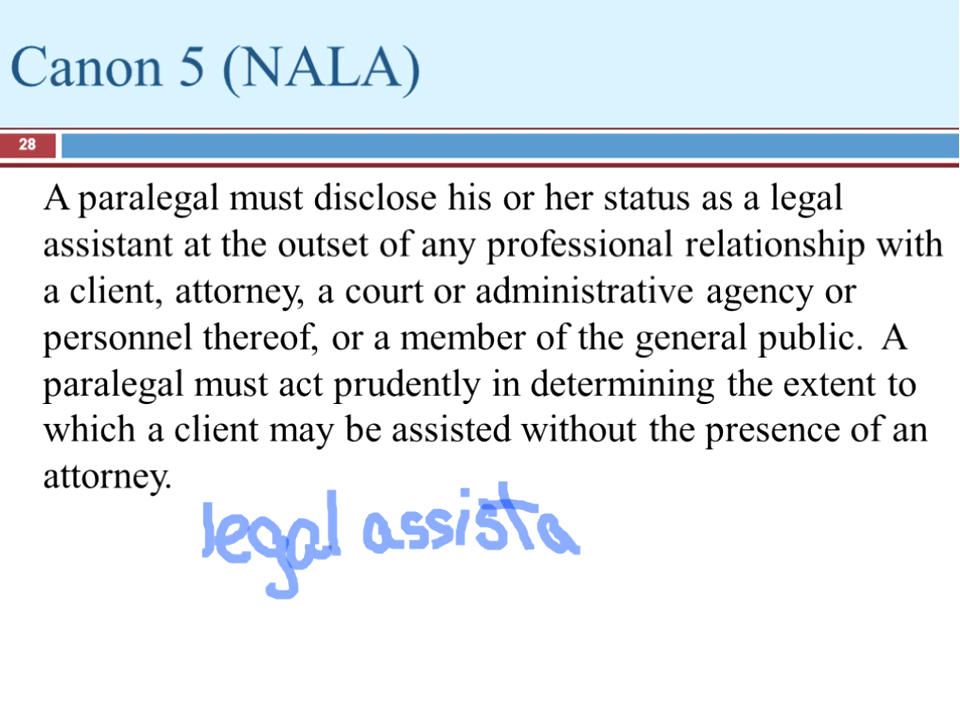 Canon 5 (NALA)
28
A paralegal must disclose his or her status as a legal
assistant at the outset of any professional relationship with
a client, attorney, a court or administrative agency or
personnel thereof, or a member of the general public.  A
paralegal must act prudently in determining the extent to
which a client may be assisted without the presence of an
attorney.
legal assista